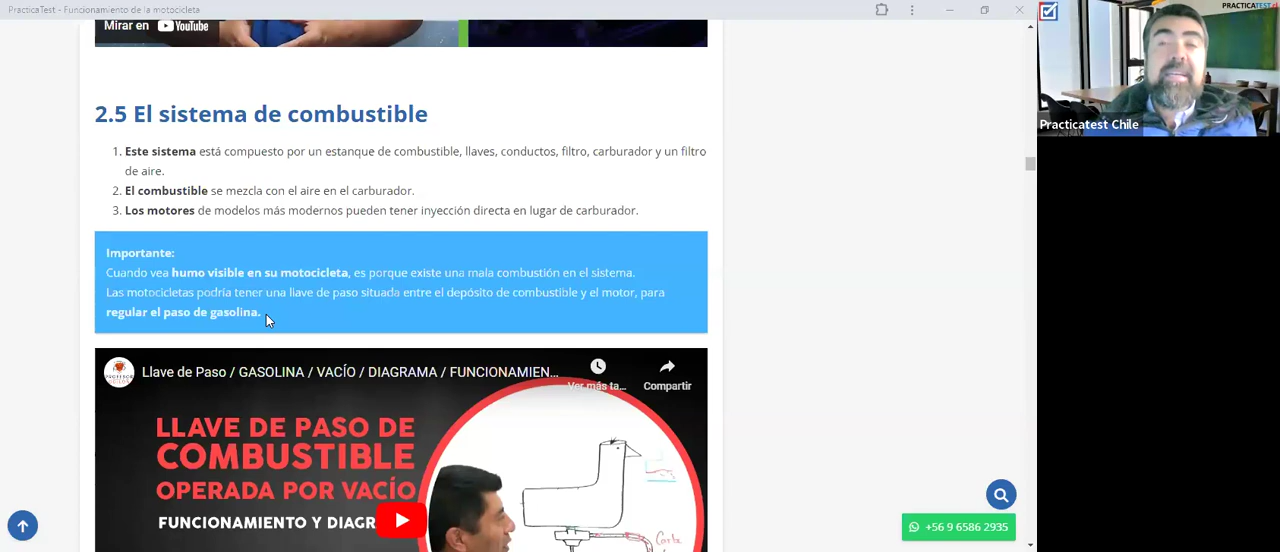 PracticaTest - Funcionamiento de la motocicleta
PRACTICATEST.cl
Mirar en YouTube
Practicatest Chile
2.5 El sistema de combustible
1. Este sistema está compuesto por un estanque de combustible, llaves, conductos, filtro, carburador y un filtro
de aire.
2. El combustible se mezcla con el aire en el carburador.
3. Los motores de modelos más modernos pueden tener inyección directa en lugar de carburador.
Importante:
Cuando vea humo visible en su motocicleta, es porque existe una mala combustión en el sistema.
Las motocicletas podría tener una llave de paso situada entre el depósito de combustible y el motor, para
regular el paso de gasolina.
Llave de Paso / GASOLINA / VACÍO / DIAGRAMA / FUNCIONAMIEN...
Ver más ta...
Compartir
LLAVE DE PASO DE
COMBUSTIBLE
OPERADA POR VACÍO
FUNCIONAMIENTO Y DIAGR
+56 9 6586 2935